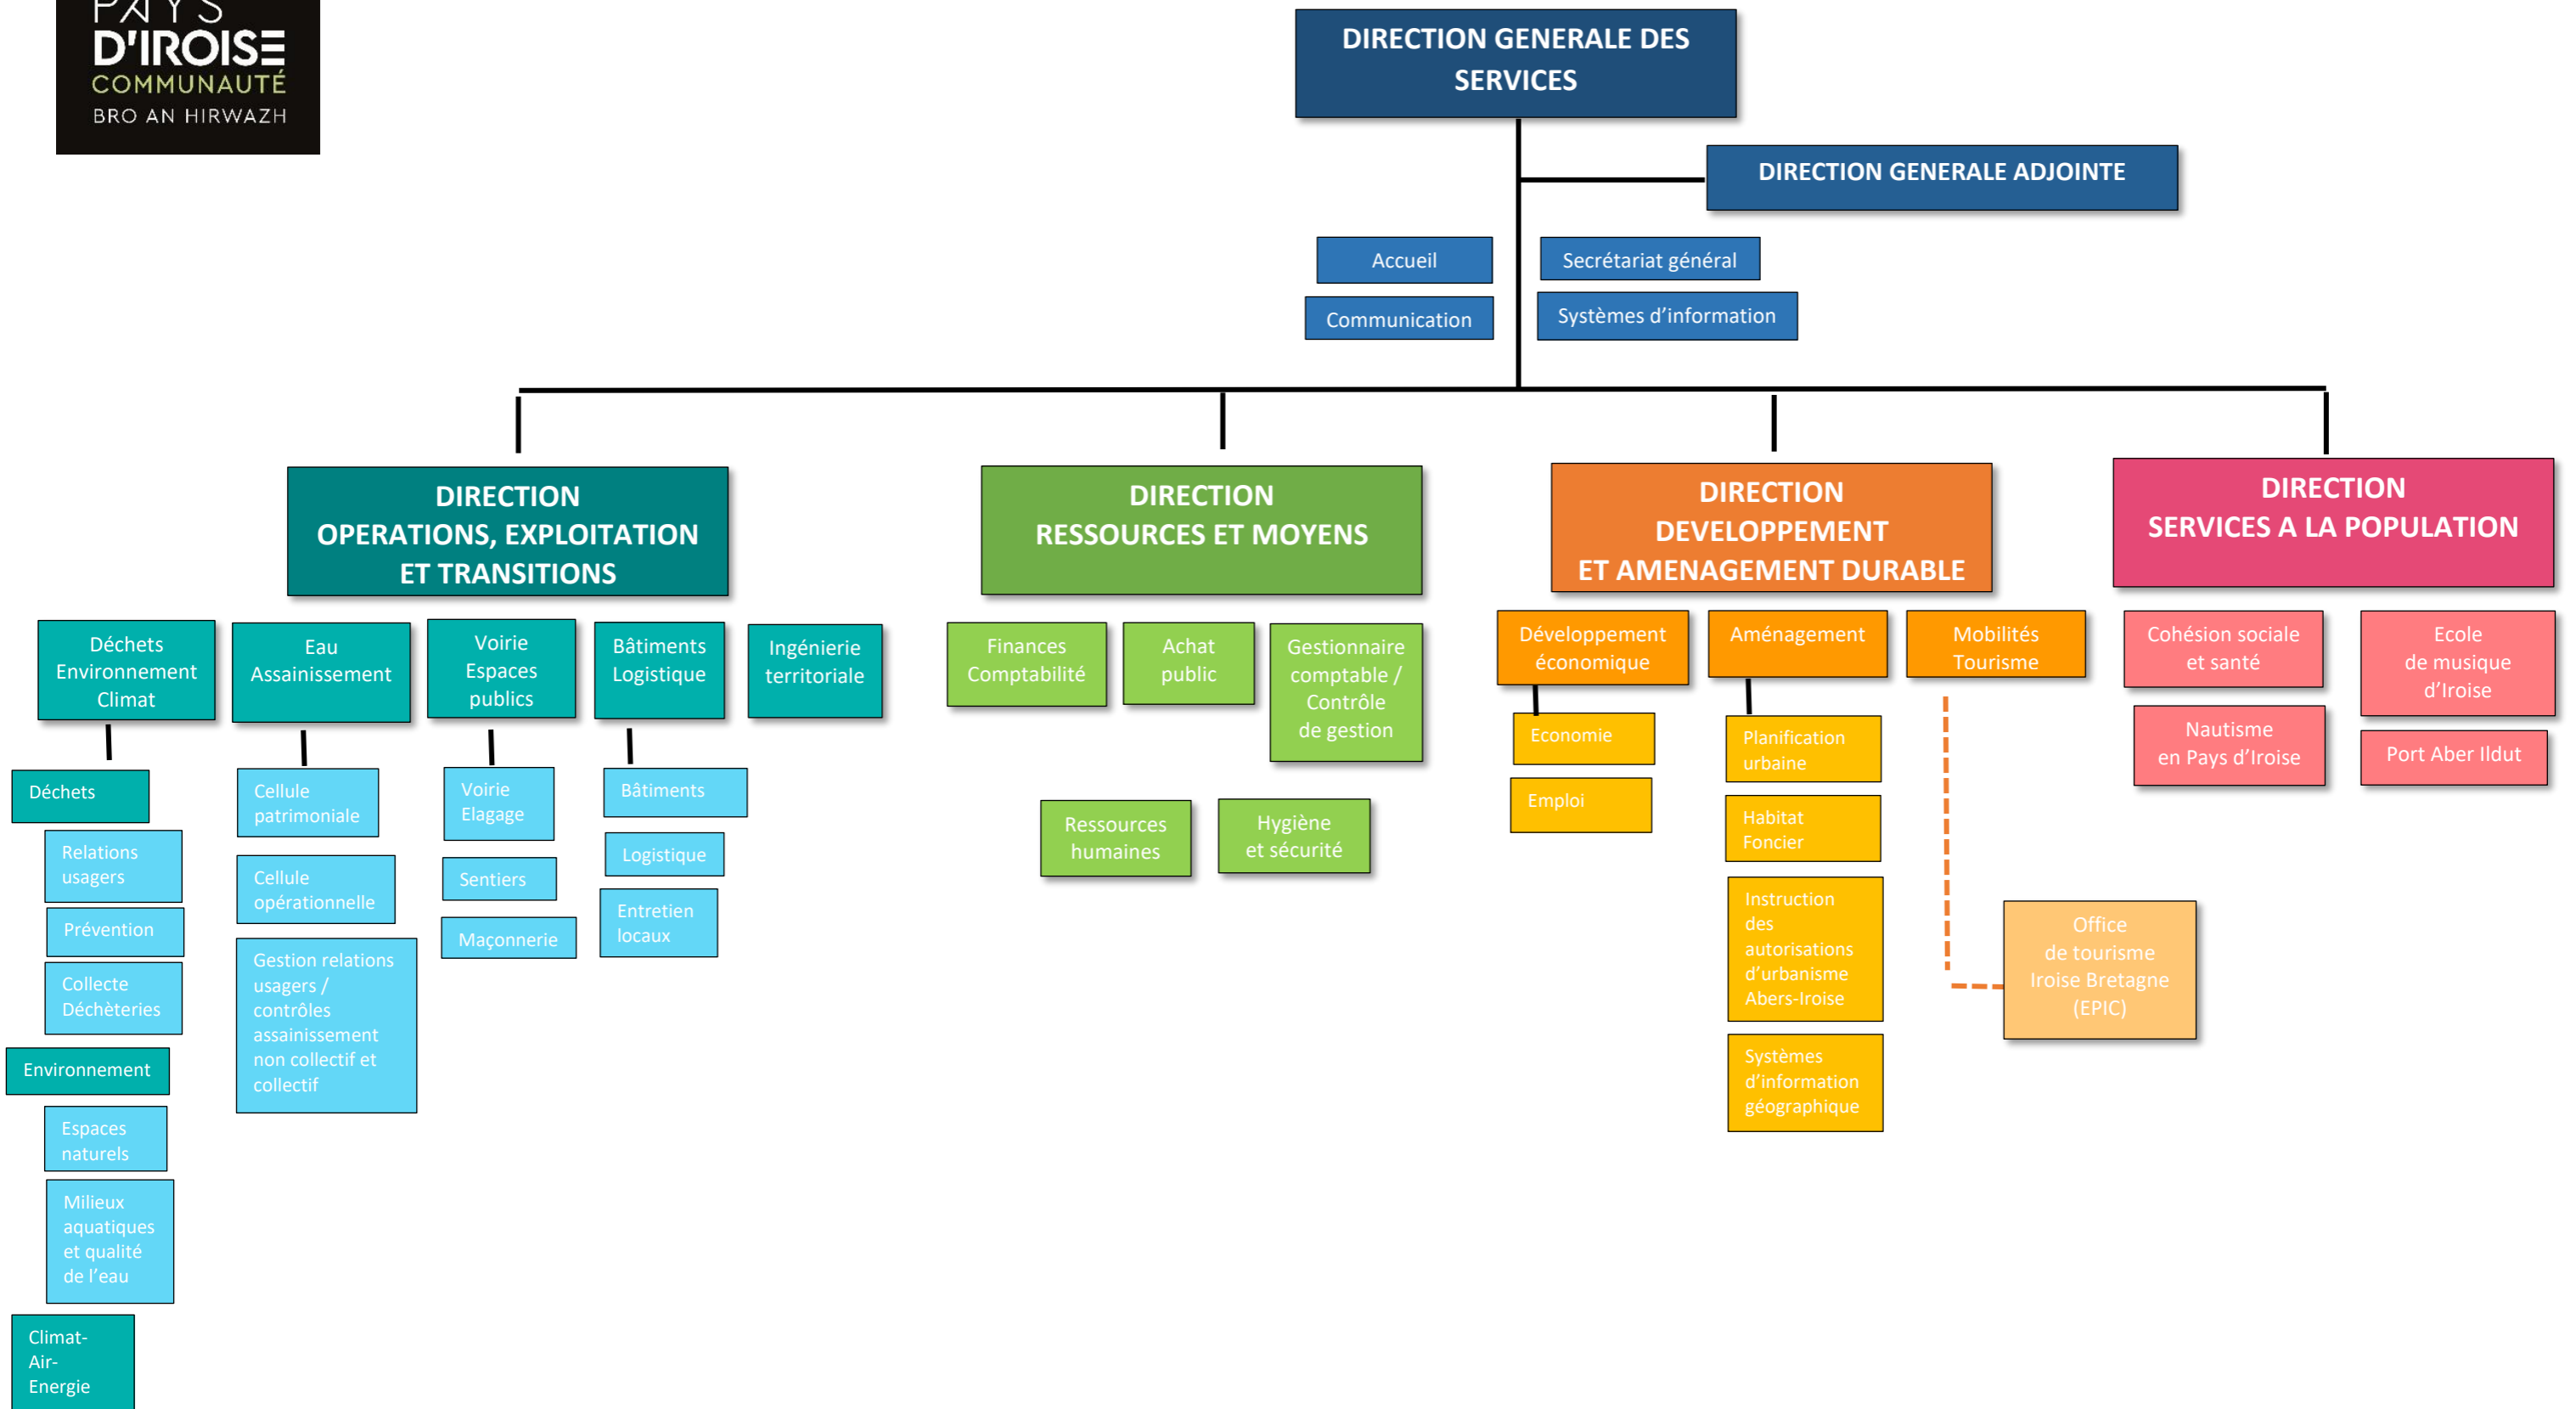 PAYS
D'IROISE
COMMUNAUTÉ
BRO AN HIRWAZH
DIRECTION GENERALE DES
SERVICES
DIRECTION GENERALE ADJOINTE
Accueil
Secrétariat général
Communication
Systèmes d'information
DIRECTION
OPERATIONS, EXPLOITATION
ET TRANSITIONS
Déchets
Environnement
Climat
Déchets
Relations
usagers
Prévention
Collecte
Déchèteries
Environnement
Espaces
naturels
Milieux
aquatiques
et qualité
de l'eau
Climat-
Air-
Energie
Eau
Assainissement
Cellule
patrimoniale
Cellule
opérationnelle
Gestion relations
usagers /
contrôles
assainissement
non collectif et
collectif
Voirie
Espaces
publics
Voirie
Elagage
Sentiers
Maçonnerie
Bâtiments
Logistique
Bâtiments
Logistique
Entretien
locaux
Ingénierie
territoriale
DIRECTION
RESSOURCES ET MOYENS
Finances
Comptabilité
Achat
public
Gestionnaire
comptable /
Contrôle
de gestion
Ressources
humaines
Hygiène
et sécurité
DIRECTION
DEVELOPPEMENT
ET AMENAGEMENT DURABLE
Développement
économique
Economie
Emploi
Aménagement
Planification
urbaine
Habitat
Foncier
Instruction
des
autorisations
d'urbanisme
Abers-Iroise
Systèmes
d'information
géographique
Mobilités
Tourisme
Office
de tourisme
Iroise Bretagne
(EPIC)
DIRECTION
SERVICES A LA POPULATION
Cohésion sociale
et santé
Ecole
de musique
d'Iroise
Nautisme
en Pays d'Iroise
Port Aber Ildut